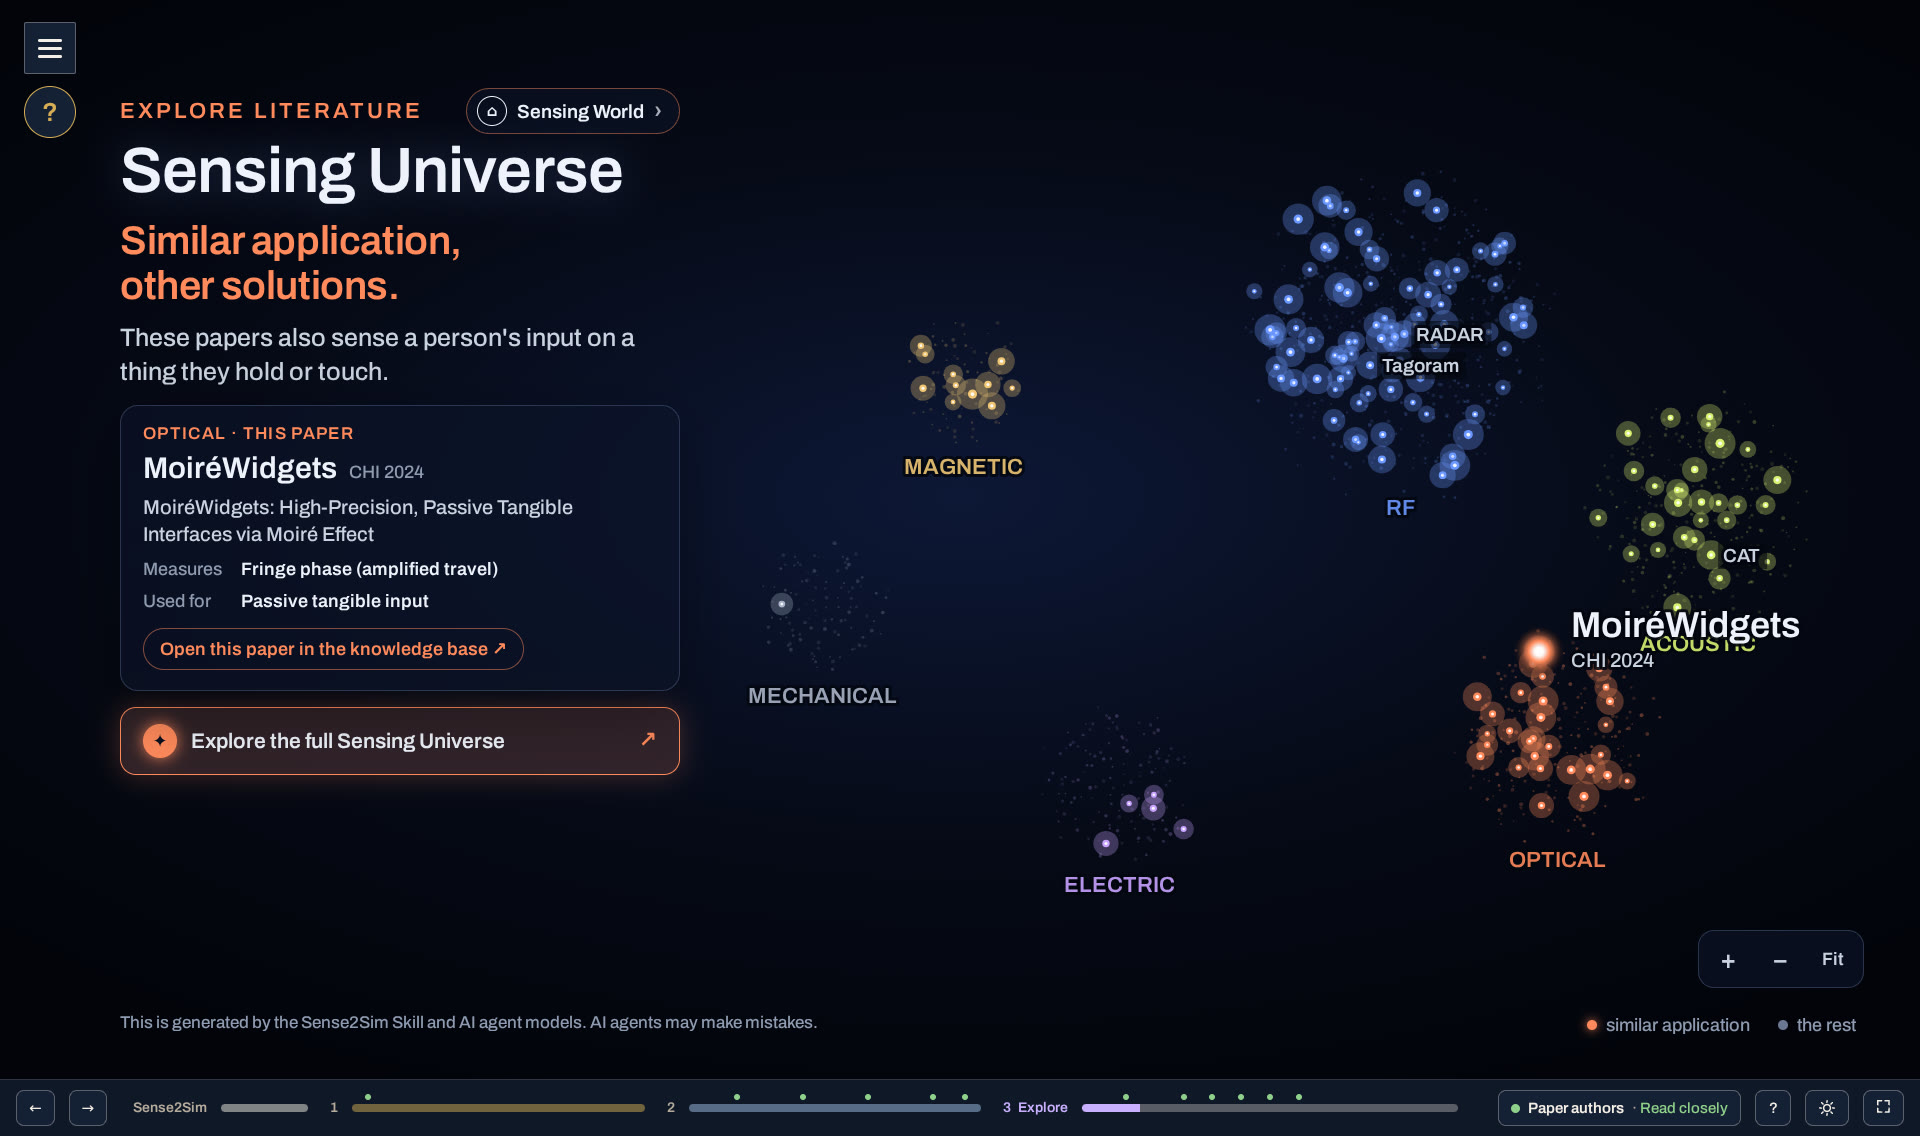 ?
EXPLORE LITERATURE
Sensing World ›
Sensing Universe
Similar application,
other solutions.
These papers also sense a person's input on a
thing they hold or touch.
OPTICAL · THIS PAPER
MoiréWidgets CHI 2024
MoiréWidgets: High-Precision, Passive Tangible
Interfaces via Moiré Effect
Measures Fringe phase (amplified travel)
Used for Passive tangible input
Open this paper in the knowledge base ↗
Explore the full Sensing Universe ↗
RADAR
Tagoram
MAGNETIC
RF
CAT
MoiréWidgets
ACOUSTIC
CHI 2024
MECHANICAL
OPTICAL
ELECTRIC
+ − Fit
This is generated by the Sense2Sim Skill and AI agent models. AI agents may make mistakes.
similar application the rest
← → Sense2Sim 1 2 3 Explore Paper authors · Read closely ?